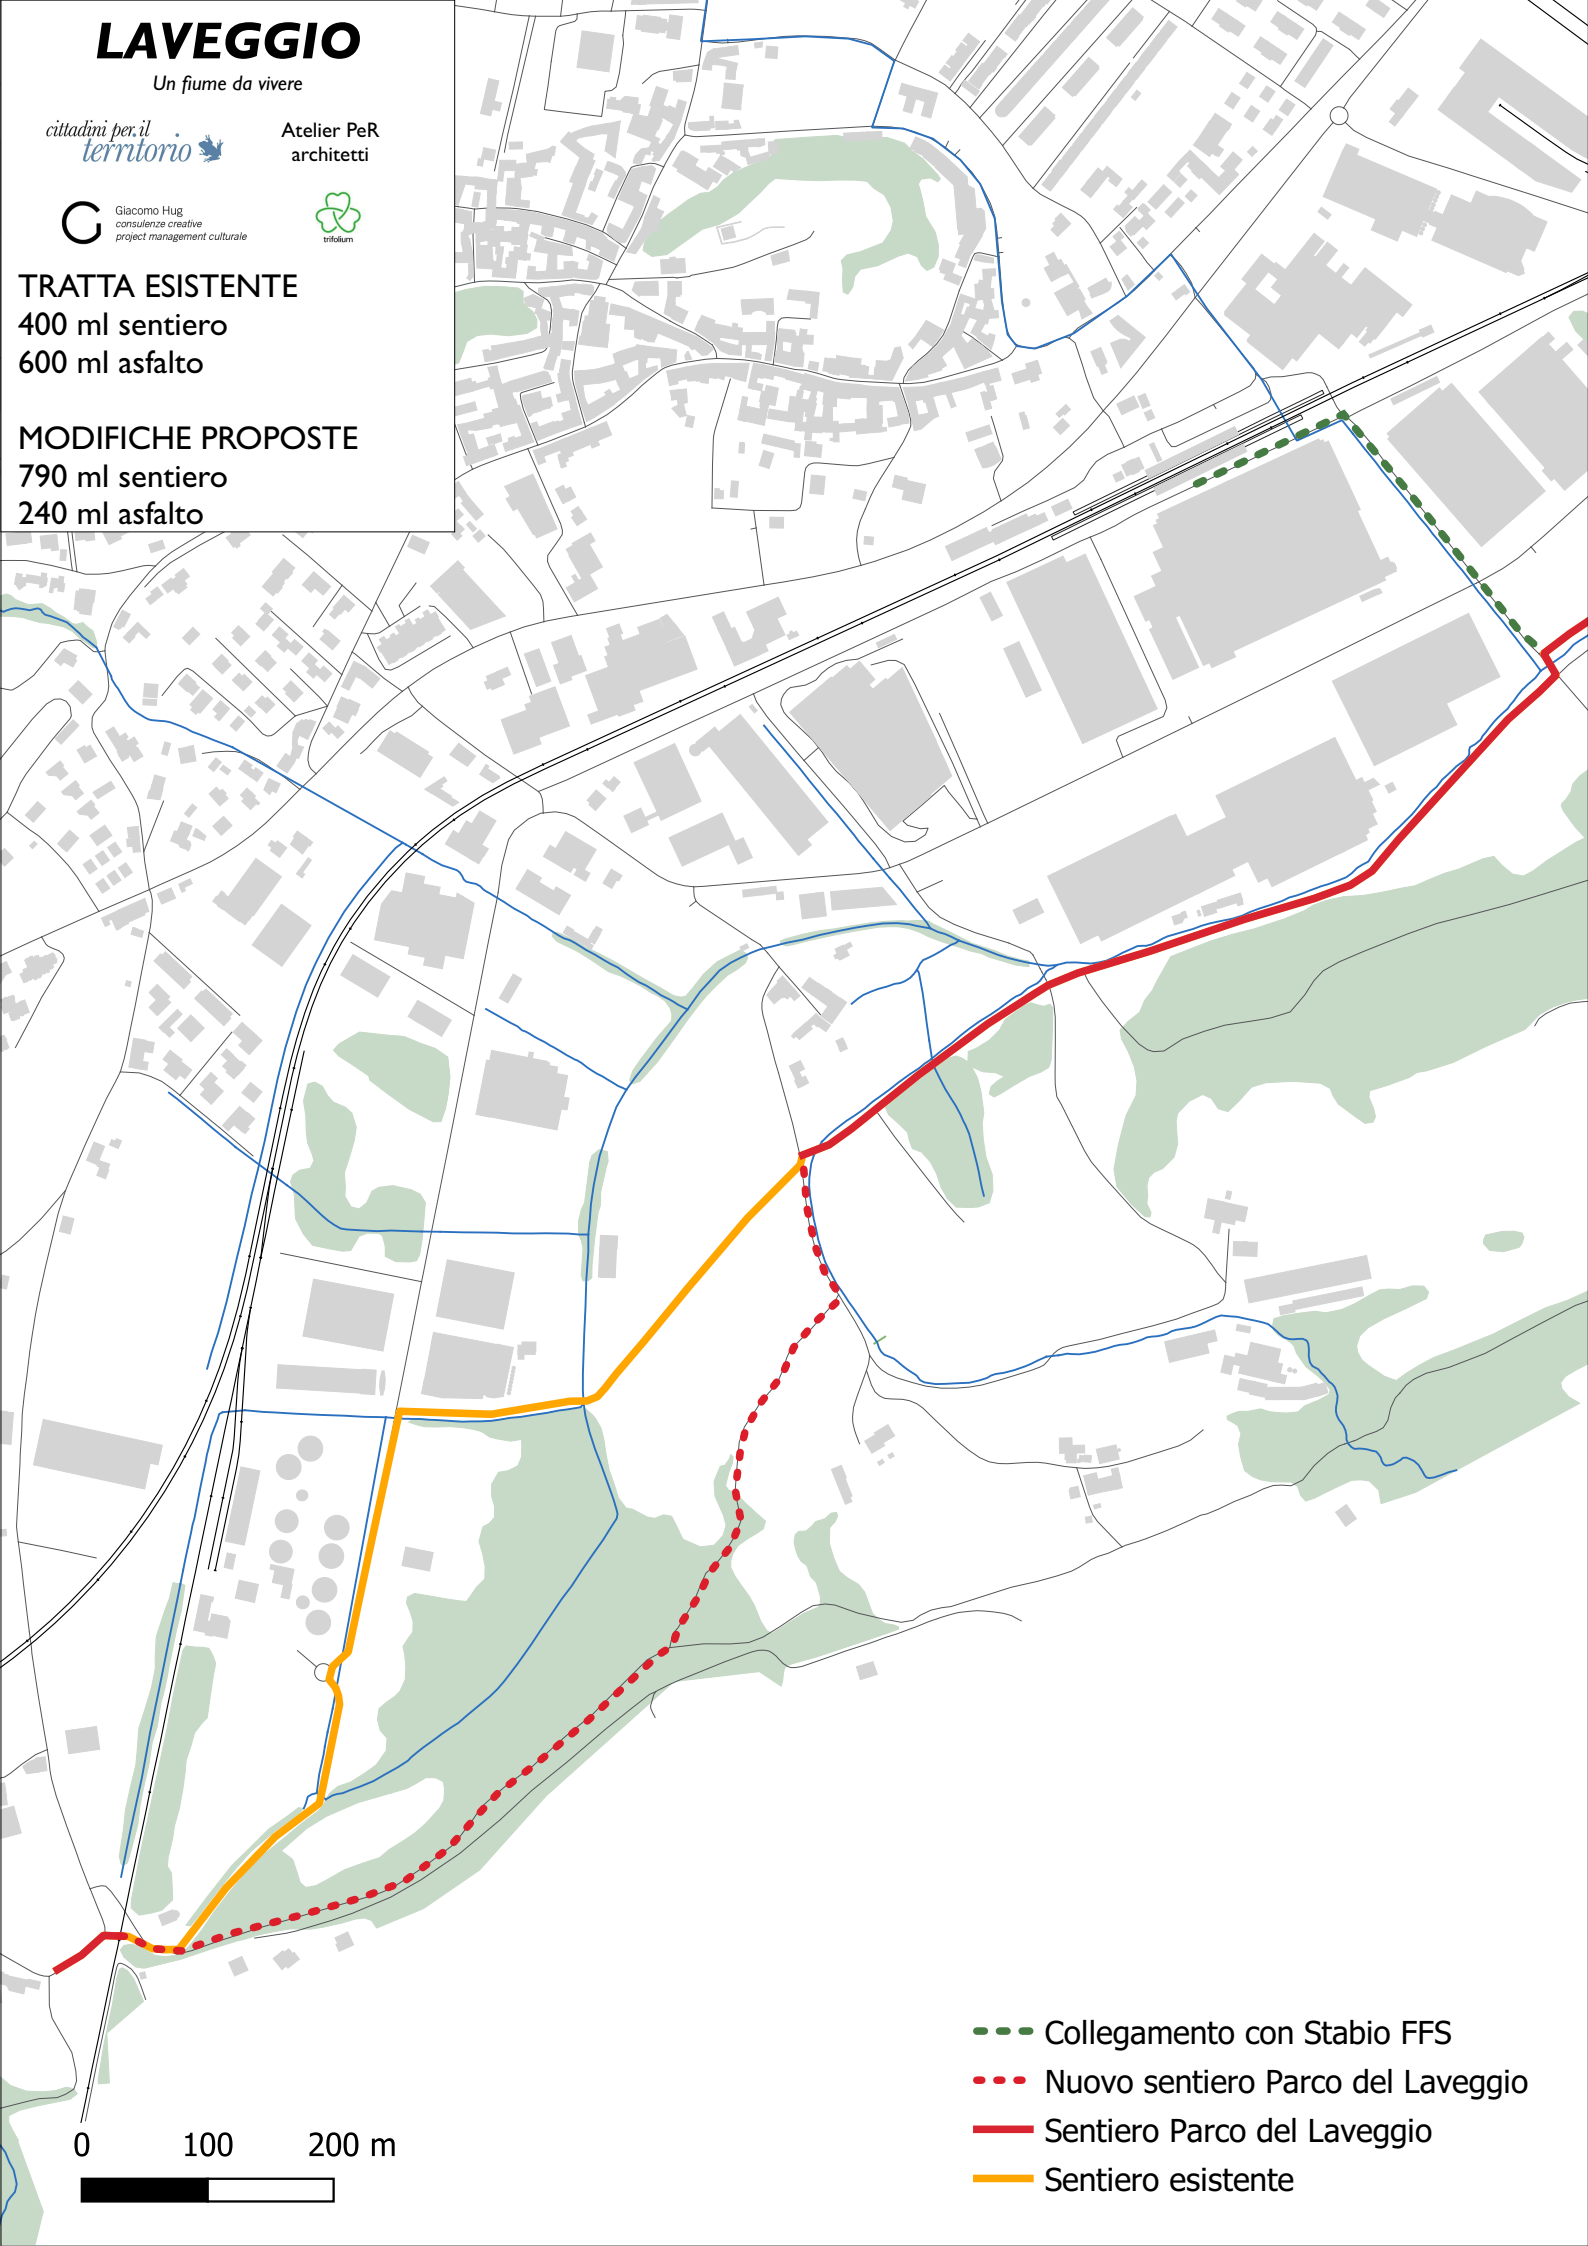 LAVEGGIO
Un fiume da vivere
cittadini per il
territorio
Atelier PeR
architetti
Giacomo Hug
consulenze creative
project management culturale
trifolium
TRATTA ESISTENTE
400 ml sentiero
600 ml asfalto
MODIFICHE PROPOSTE
790 ml sentiero
240 ml asfalto
Collegamento con Stabio FFS
Nuovo sentiero Parco del Laveggio
Sentiero Parco del Laveggio
Sentiero esistente
0 100 200 m